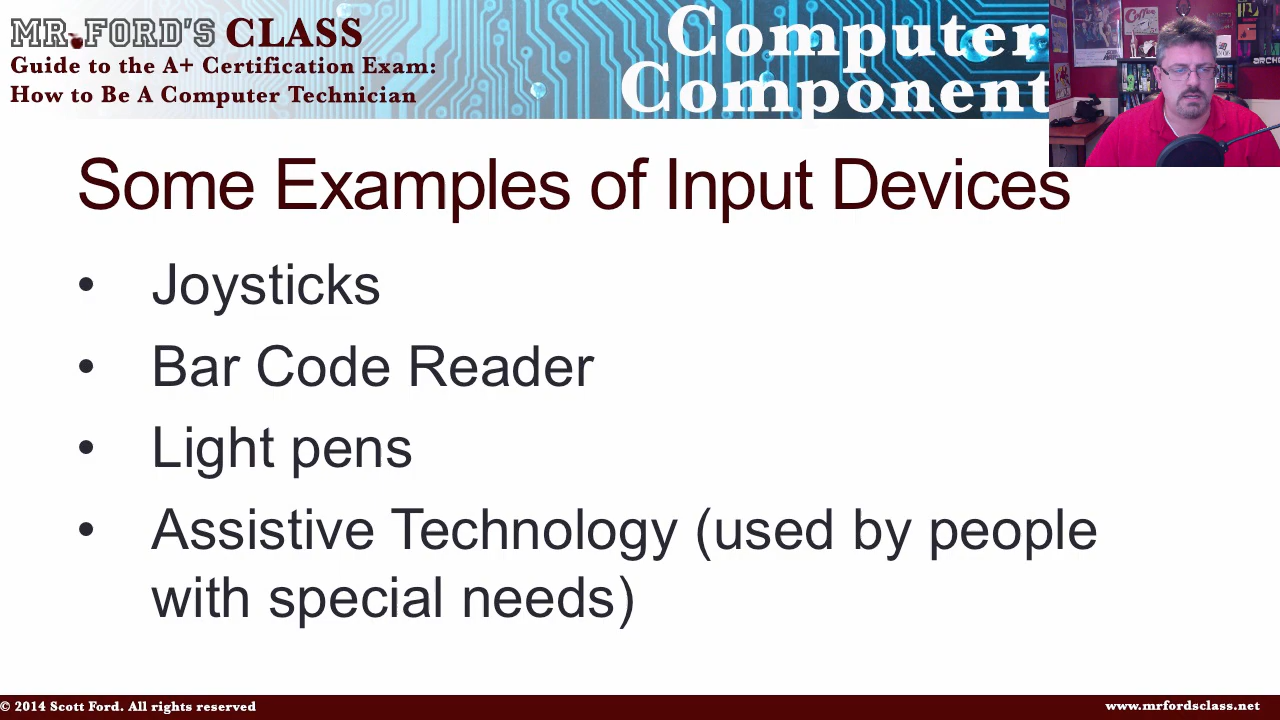 MR. FORD'S CLASS
Guide to the A+ Certification Exam:
How to Be A Computer Technician
Computer
Component
Some Examples of Input Devices
• Joysticks
• Bar Code Reader
• Light pens
• Assistive Technology (used by people
with special needs)
© 2014 Scott Ford. All rights reserved
www.mrfordsclass.net